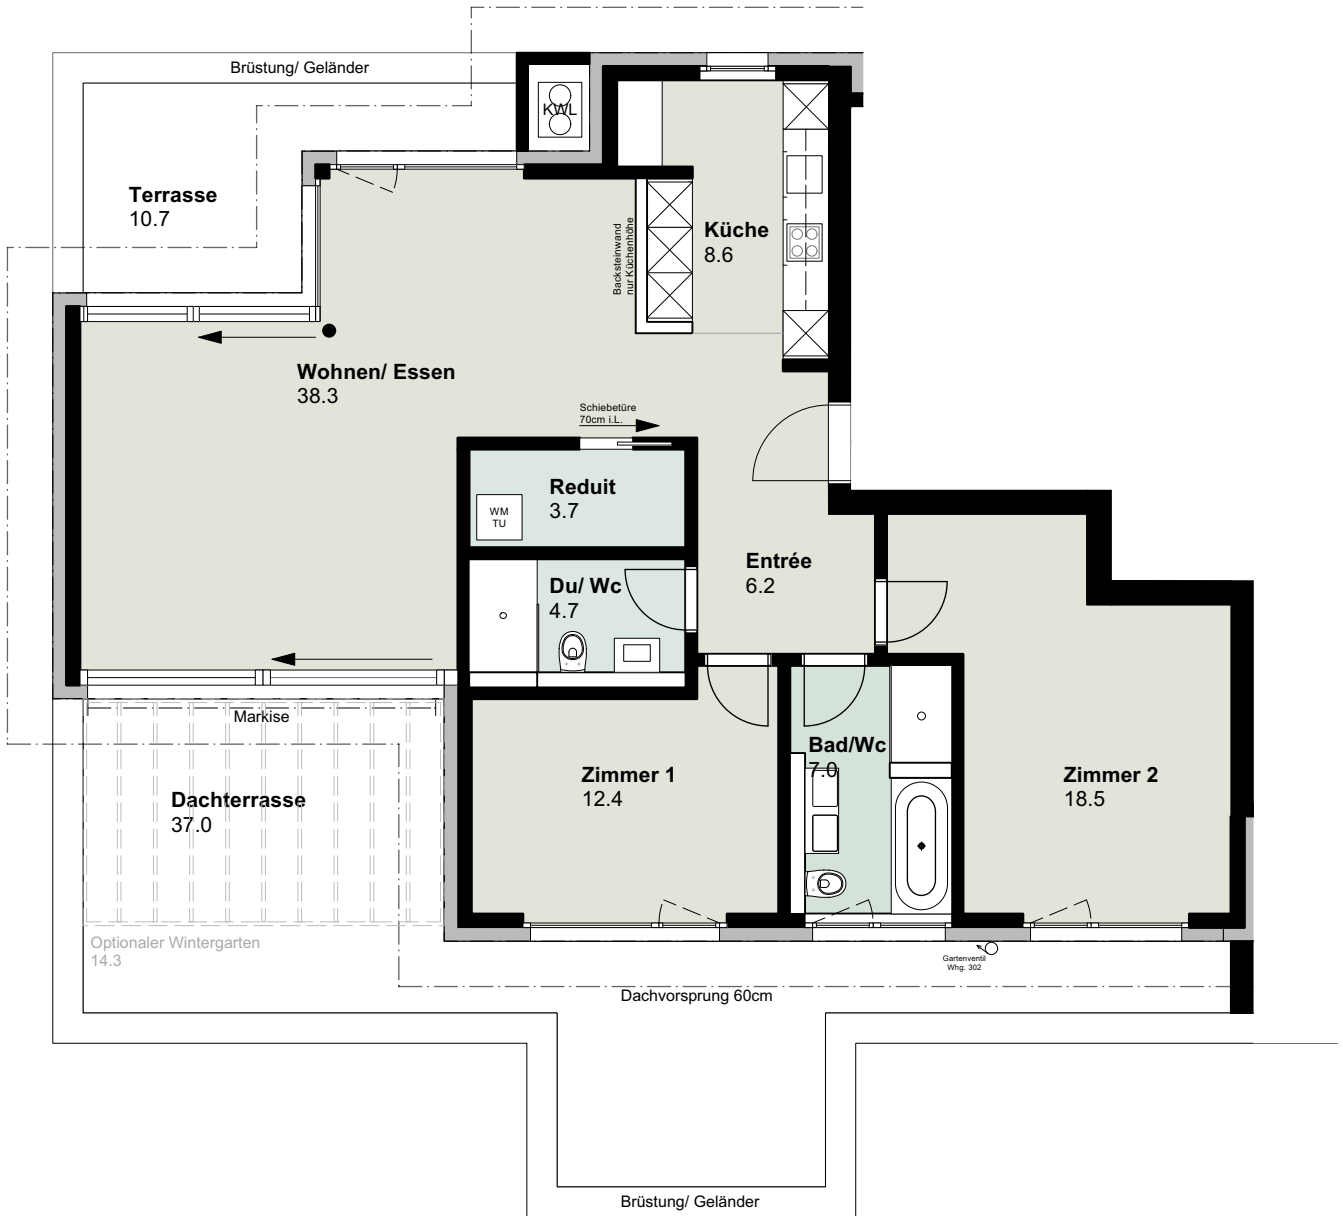 Brüstung/ Geländer
KWL
Terrasse
10.7
Küche
8.6
Backsteinwand
nur Küchenhöhe
Wohnen/ Essen
38.3
Schiebetüre
70cm i.L.
Reduit
3.7
WM
TU
Entrée
6.2
Du/ Wc
4.7
Markise
Bad/Wc
7.0
Zimmer 1
12.4
Zimmer 2
18.5
Dachterrasse
37.0
Optionaler Wintergarten
14.3
Gartenventil
Whg. 302
Dachvorsprung 60cm
Brüstung/ Geländer